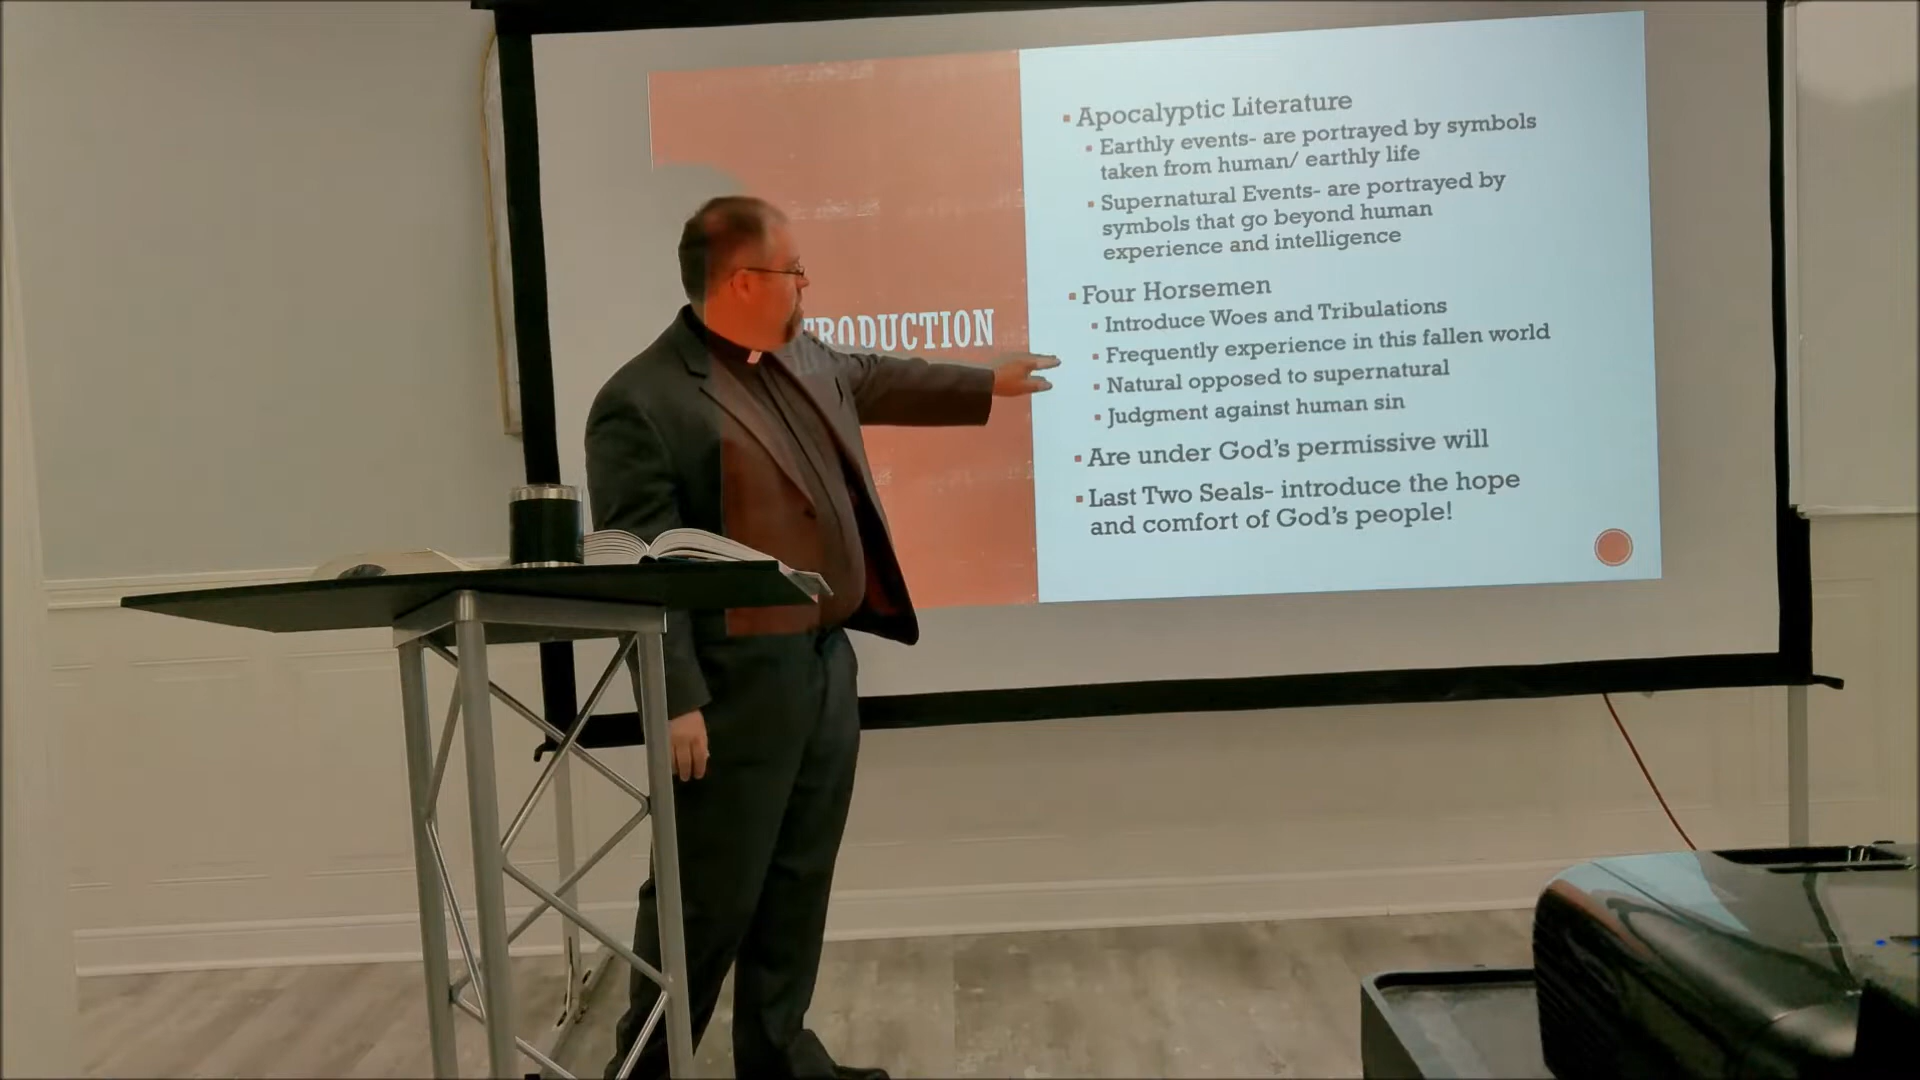 TRODUCTION
Apocalyptic Literature
Earthly events- are portrayed by symbols
taken from human/ earthly life
Supernatural Events- are portrayed by
symbols that go beyond human
experience and intelligence
Four Horsemen
Introduce Woes and Tribulations
Frequently experience in this fallen world
Natural opposed to supernatural
Judgment against human sin
Are under God's permissive will
Last Two Seals- introduce the hope
and comfort of God's people!